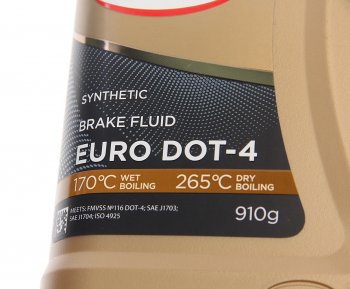 SYNTHETIC
BRAKE FLUID
EURO DOT-4
170°C WET BOILING 265°C DRY BOILING
910g
MEETS; FMVSS №116 DOT-4; SAE J1703;
SAE J1704; ISO 4925